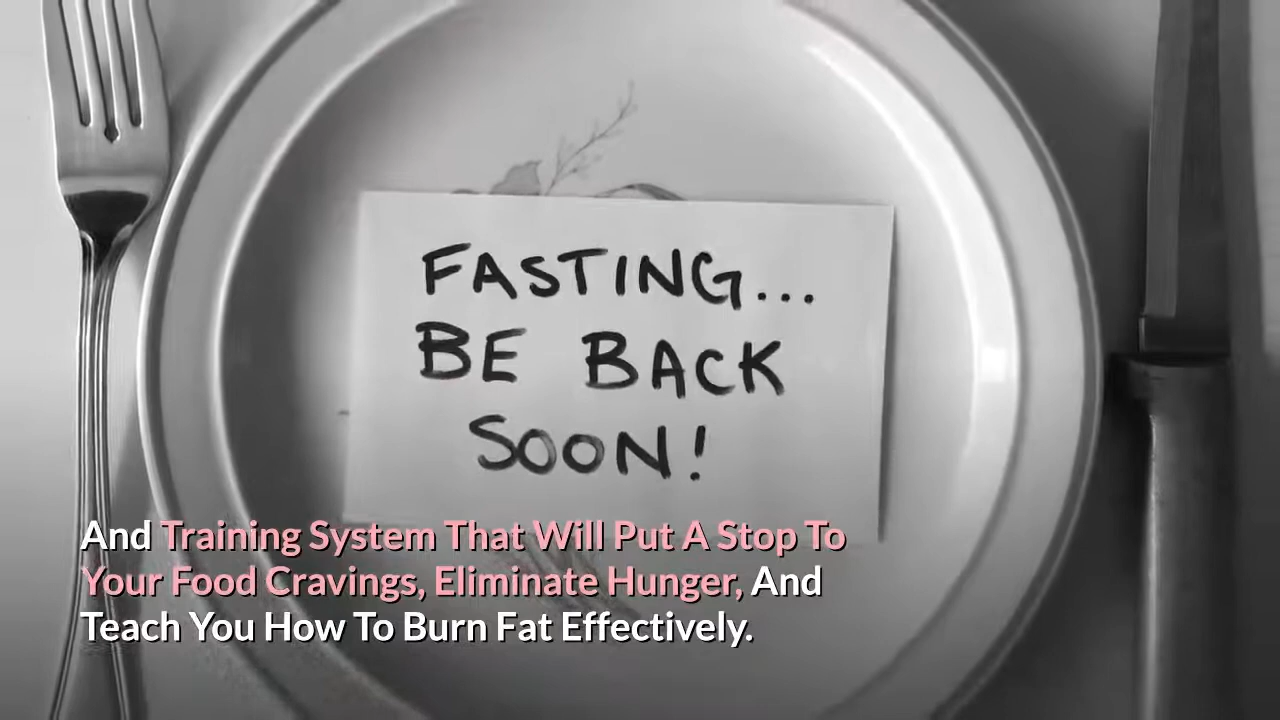 FASTING...
BE BACK
SOON!
And Training System That Will Put A Stop To
Your Food Cravings, Eliminate Hunger, And
Teach You How To Burn Fat Effectively.